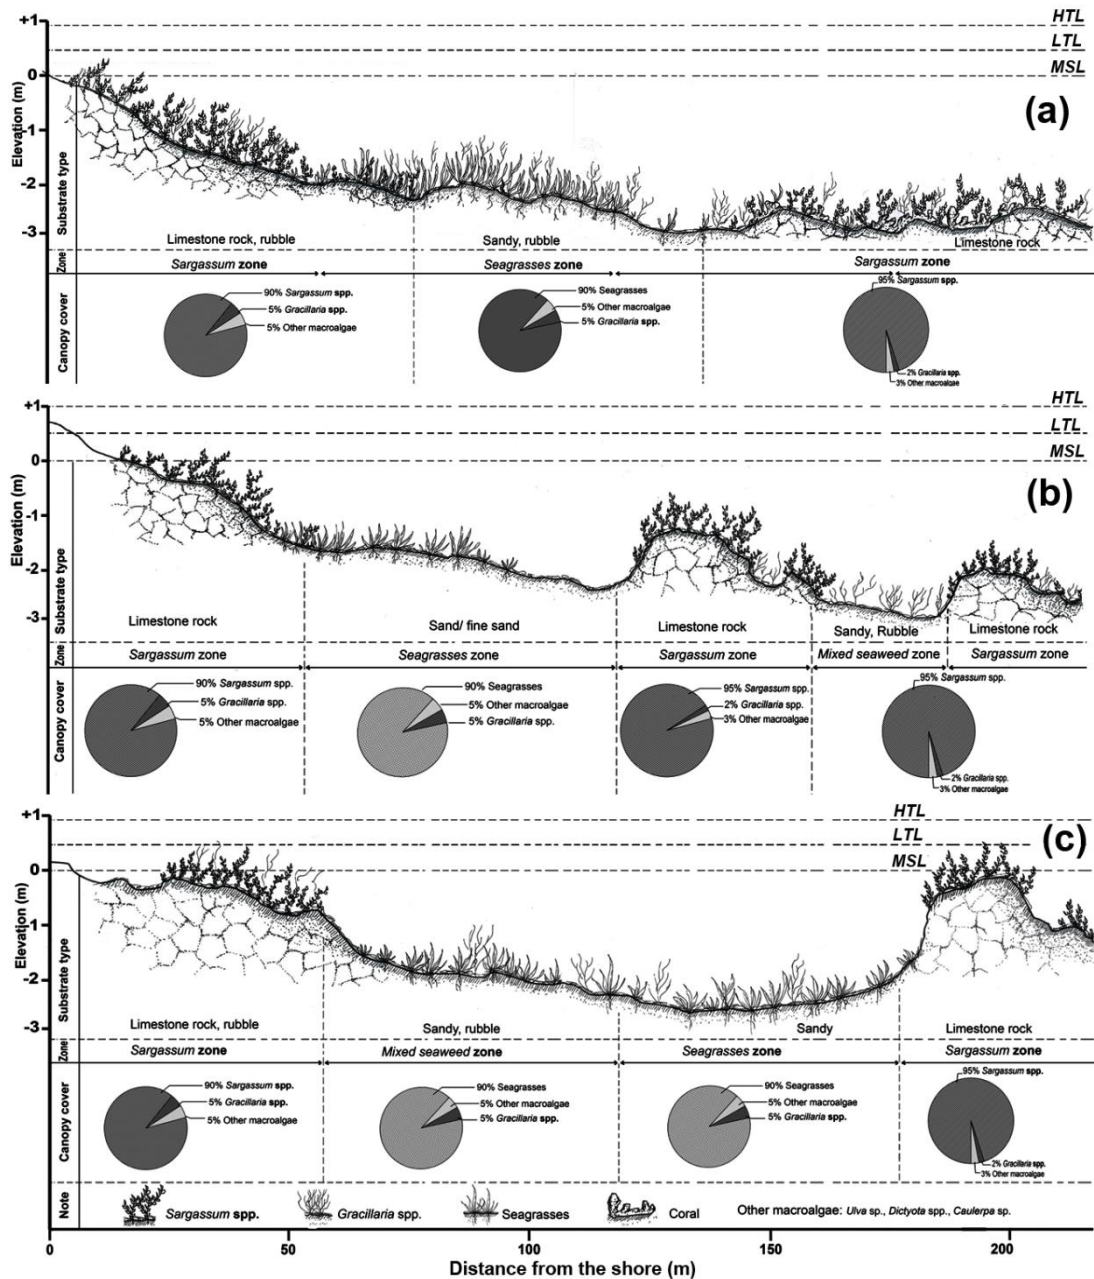 +1
HTL
LTL
0
MSL
(a)
Elevation (m)
-1
-2
-3
Substrate type
Limestone rock, rubble
Sandy, rubble
Limestone rock
Zone
Sargassum zone
Seagrasses zone
Sargassum zone
Canopy cover
90% Sargassum spp.
5% Gracillaria spp.
5% Other macroalgae
90% Seagrasses
5% Other macroalgae
5% Gracillaria spp.
95% Sargassum spp.
2% Gracillaria spp.
3% Other macroalgae
+1
HTL
LTL
0
MSL
(b)
Elevation (m)
-1
-2
-3
Substrate type
Limestone rock
Sand/ fine sand
Limestone rock
Sandy, Rubble
Limestone rock
Zone
Sargassum zone
Seagrasses zone
Sargassum zone
Mixed seaweed zone
Sargassum zone
Canopy cover
90% Sargassum spp.
5% Gracillaria spp.
5% Other macroalgae
90% Seagrasses
5% Other macroalgae
5% Gracillaria spp.
95% Sargassum spp.
2% Gracillaria spp.
3% Other macroalgae
95% Sargassum spp.
2% Gracillaria spp.
3% Other macroalgae
+1
HTL
LTL
0
MSL
(c)
Elevation (m)
-1
-2
-3
Substrate type
Limestone rock, rubble
Sandy, rubble
Sandy
Limestone rock
Zone
Sargassum zone
Mixed seaweed zone
Seagrasses zone
Sargassum zone
Canopy cover
90% Sargassum spp.
5% Gracillaria spp.
5% Other macroalgae
90% Seagrasses
5% Other macroalgae
5% Gracillaria spp.
90% Seagrasses
5% Other macroalgae
5% Gracillaria spp.
95% Sargassum spp.
2% Gracillaria spp.
3% Other macroalgae
Note
Sargassum spp.
Gracillaria spp.
Seagrasses
Coral
Other macroalgae: Ulva sp., Dictyota spp., Caulerpa sp.
0
50
100
150
200
Distance from the shore (m)